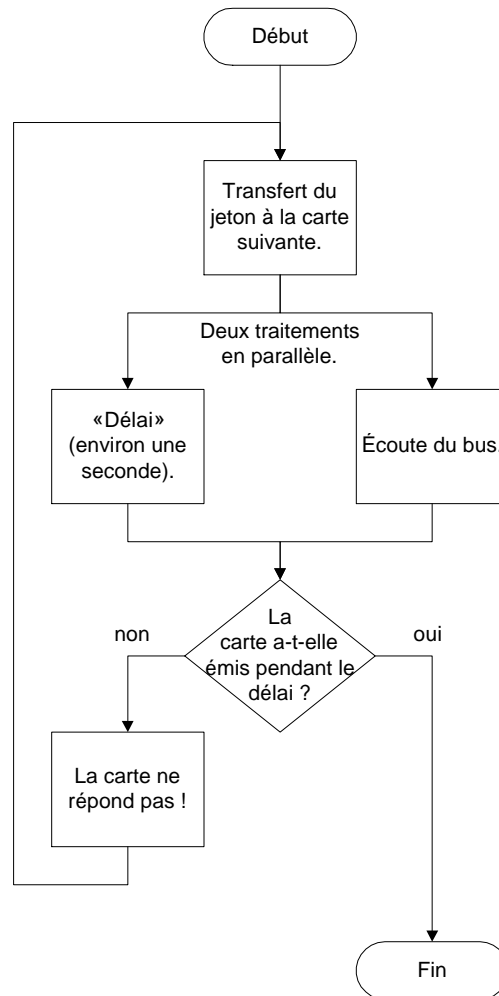 Début
Transfert du
jeton à la carte
suivante.
Deux traitements
en parallèle.
«Délai»
(environ une
seconde).
Écoute du bus.
La
carte a-t-elle
émis pendant le
délai ?
non
oui
La carte ne
répond pas !
Fin